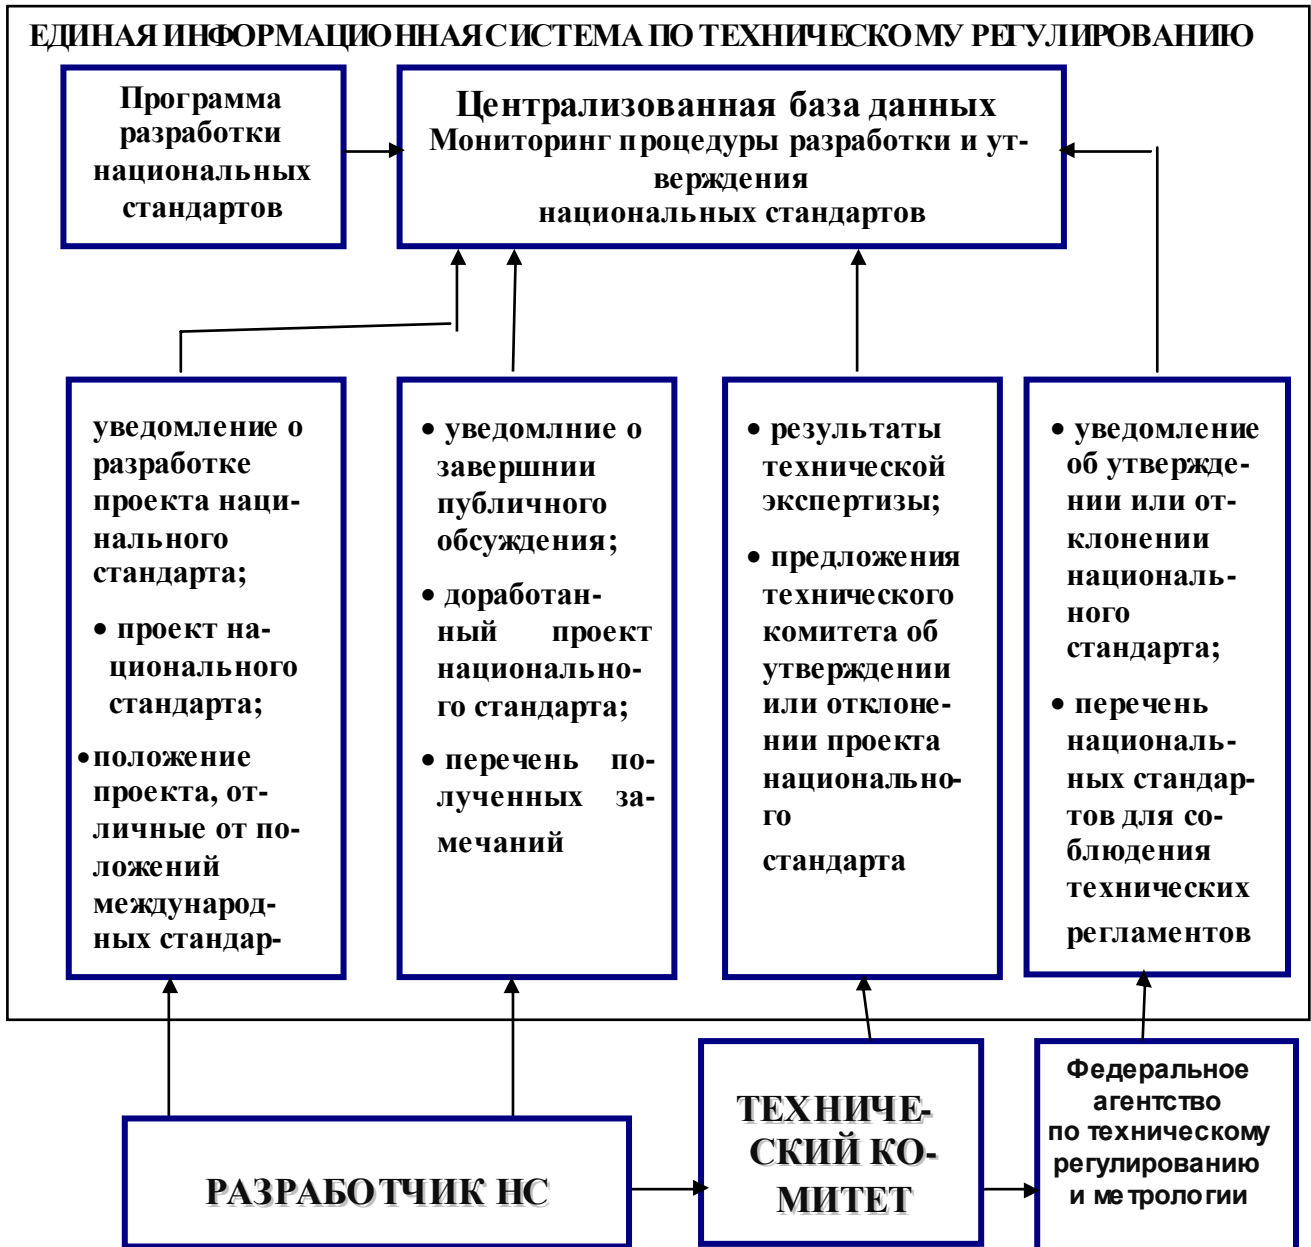 ЕДИНАЯ ИНФОРМАЦИОННАЯ СИСТЕМА ПО ТЕХНИЧЕСКОМУ РЕГУЛИРОВАНИЮ
Программа
разработки
национальных
стандартов
Централизованная база данных
Мониторинг процедуры разработки и ут-
верждения
национальных стандартов
уведомление о
разработке
проекта наци-
нального
стандарта;
• проект на-
ционального
стандарта;
• положение
проекта, от-
личные от по-
ложений
международ-
ных стандар-
• уведомлние о
завершнии
публичного
обсуждения;
• доработан-
ный проект
национально-
го стандарта;
• перечень по-
лученных за-
мечаний
• результаты
технической
экспертизы;
• предложения
технического
комитета об
утверждении
или отклоне-
нии проекта
национально-
го
стандарта
• уведомление
об утвержде-
нии или от-
клонении
националь-
ного
стандарта;
• перечень
националь-
ных стандар-
тов для со-
блюдения
технических
регламентов
РАЗРАБОТЧИК НС
ТЕХНИЧЕ-
СКИЙ КО-
МИТЕТ
Федеральное
агентство
по техническому
регулированию
и метрологии